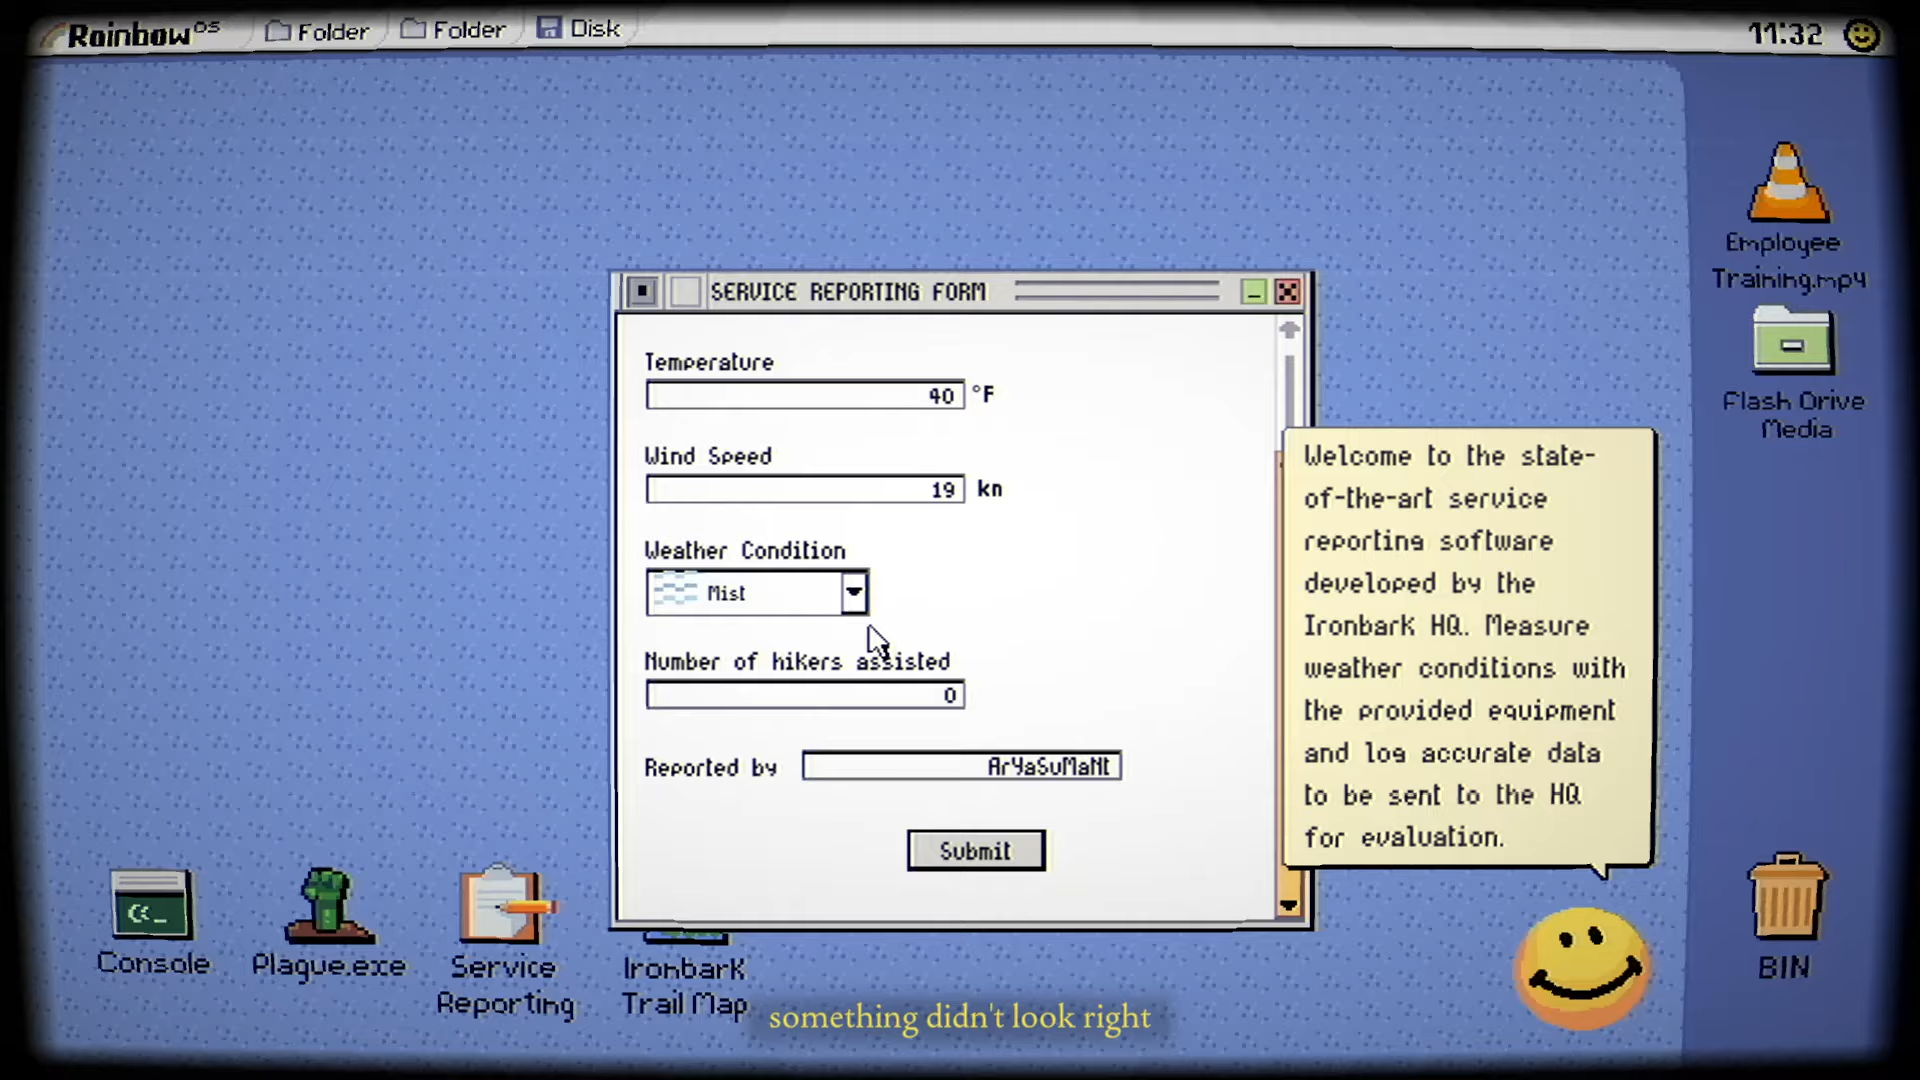 RainbowOS
Folder
Folder
Disk
11:32
Employee
Training.mp4
Flash Drive
Media
SERVICE REPORTING FORM
Temperature
40 °F
Wind Speed
19 kn
Weather Condition
Mist
Number of hikers assisted
0
Reported by ArYaSuMaNt
Submit
Welcome to the state-
of-the-art service
reporting software
developed by the
Ironbark HQ. Measure
weather conditions with
the provided equipment
and log accurate data
to be sent to the HQ
for evaluation.
Console
Plague.exe
Service
Reporting
Ironbark
Trail Map
BIN
something didn't look right